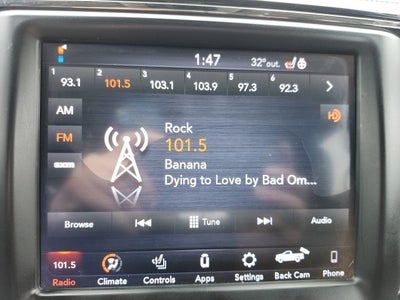 1:47 32° out.
1 2 3 4 5 6
93.1 101.5 103.1 103.9 97.3 92.3
AM
FM
Rock
101.5
Banana
Dying to Love by Bad Om...
Browse Tune Audio
101.5
Radio Climate Controls Apps Settings Back Cam Phone